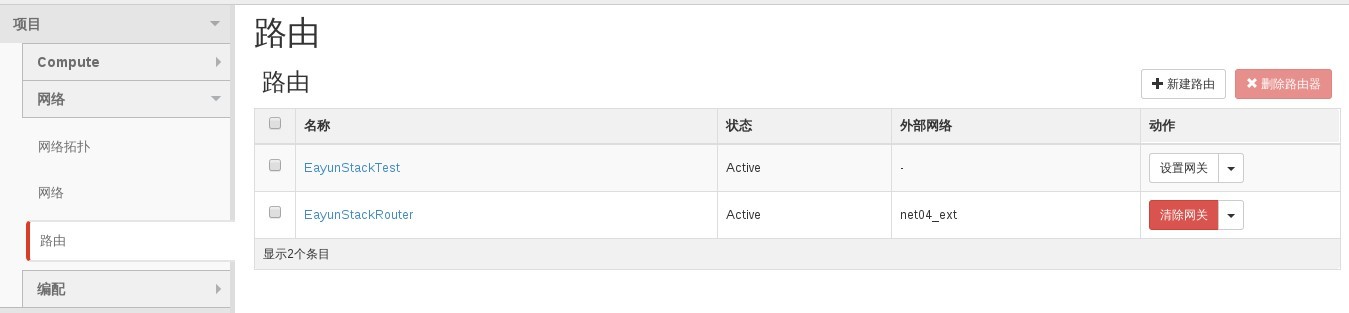 项目
Compute
网络
网络拓扑
网络
路由
编配
路由
路由
新建路由 删除路由器
名称 状态 外部网络 动作
EayunStackTest Active - 设置网关
EayunStackRouter Active net04_ext 清除网关
显示2个条目